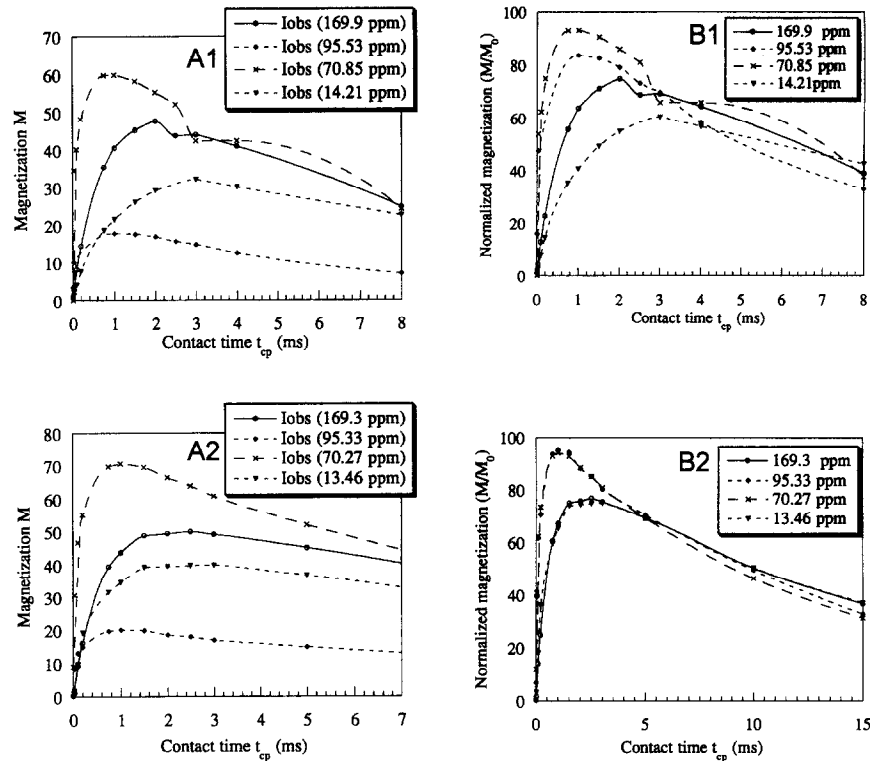 A1
Iobs (169.9 ppm)
Iobs (95.53 ppm)
Iobs (70.85 ppm)
Iobs (14.21 ppm)
Magnetization M
70
60
50
40
30
20
10
0
0 1 2 3 4 5 6 7 8
Contact time tcp (ms)
B1
169.9 ppm
95.53 ppm
70.85 ppm
14.21ppm
Normalized magnetization (M/M0)
100
80
60
40
20
0
0 1 2 3 4 5 6 7 8
Contact time tcp (ms)
A2
Iobs (169.3 ppm)
Iobs (95.33 ppm)
Iobs (70.27 ppm)
Iobs (13.46 ppm)
Magnetization M
80
70
60
50
40
30
20
10
0
0 1 2 3 4 5 6 7
Contact time tcp (ms)
B2
169.3 ppm
95.33 ppm
70.27 ppm
13.46 ppm
Normalized magnetization (M/M0)
100
80
60
40
20
0
0 5 10 15
Contact time tcp (ms)